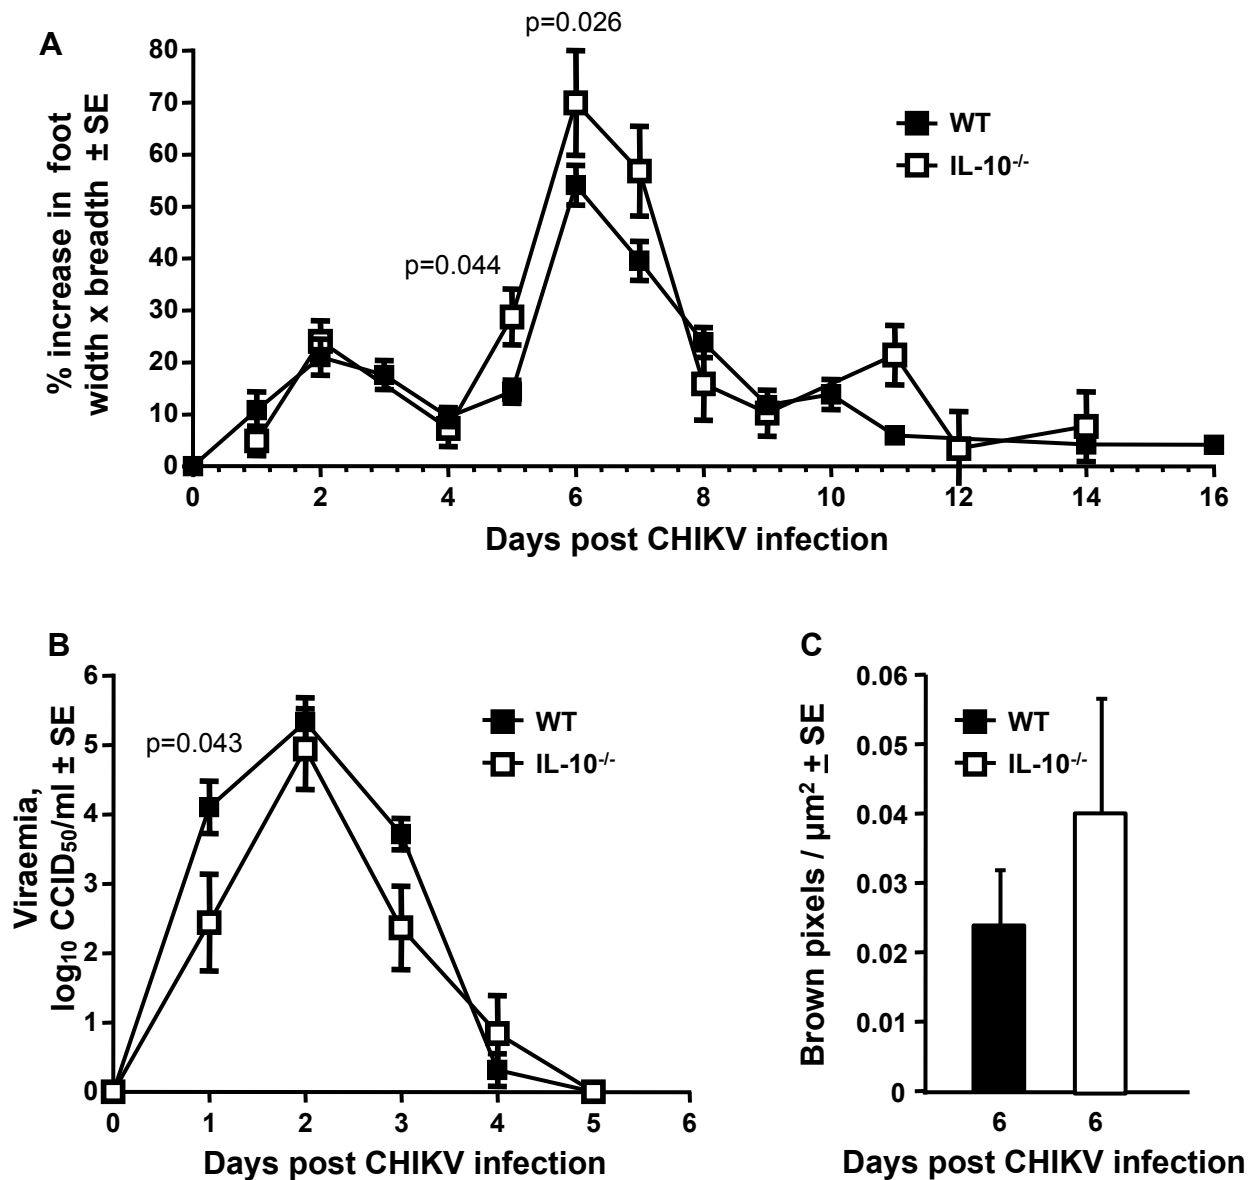 A
p=0.026
80
70
60
50
40
30
20
10
0
% increase in foot
width x breadth ± SE
WT
IL-10-/-
p=0.044
0 2 4 6 8 10 12 14 16
Days post CHIKV infection
B
6
5
4
3
2
1
0
Viraemia,
log10 CCID50/ml ± SE
p=0.043
WT
IL-10-/-
0 1 2 3 4 5 6
Days post CHIKV infection
C
0.06
0.05
0.04
0.03
0.02
0.01
0
Brown pixels / µm2 ± SE
WT
IL-10-/-
6 6
Days post CHIKV infection